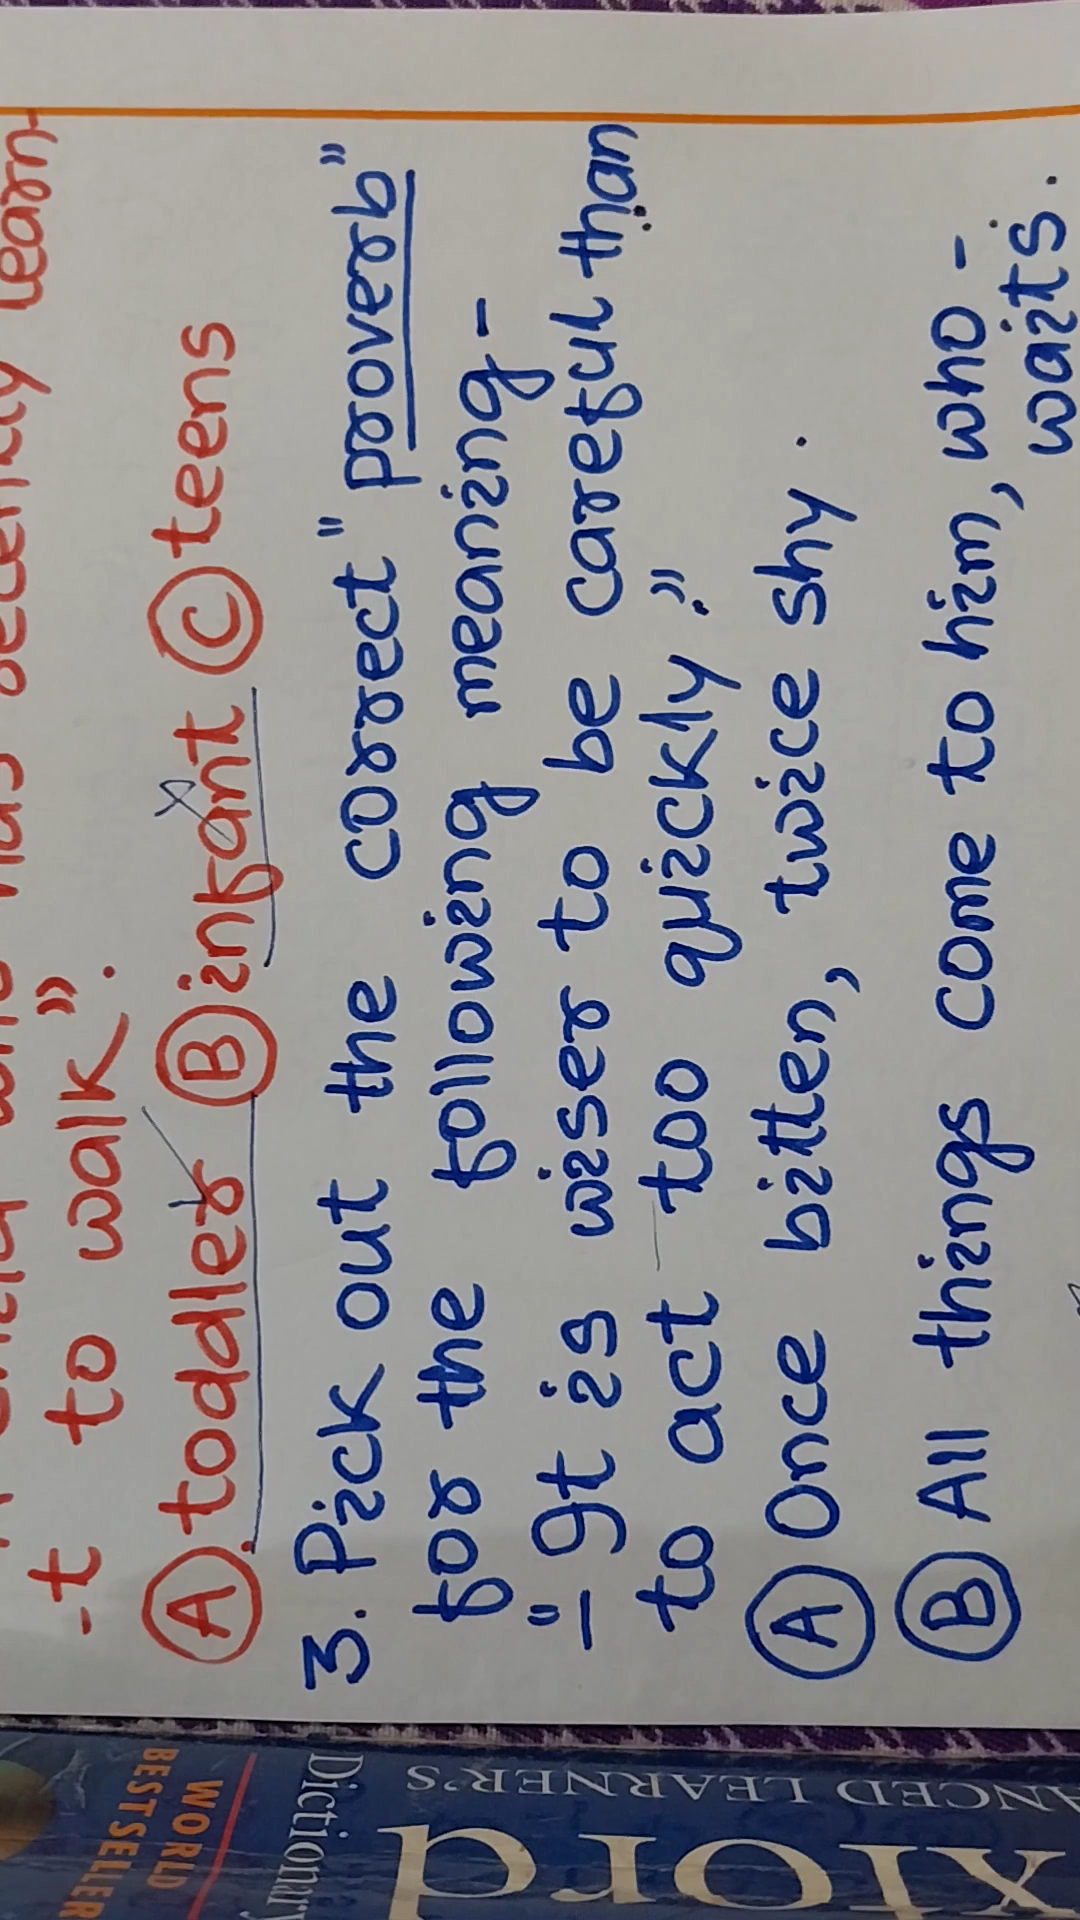 learn-
-t to walk".
(A) toddler (B) infant (C) teens
3. Pick out the correct "proverb"
for the following meaning-
-"It is wiser to be careful than
to act too quickly."
(A) Once bitten, twice shy.
(B) All things come to him, who-
waits.
WORLD
BESTSELLER
Dictionary
ANCED LEARNER'S
xford